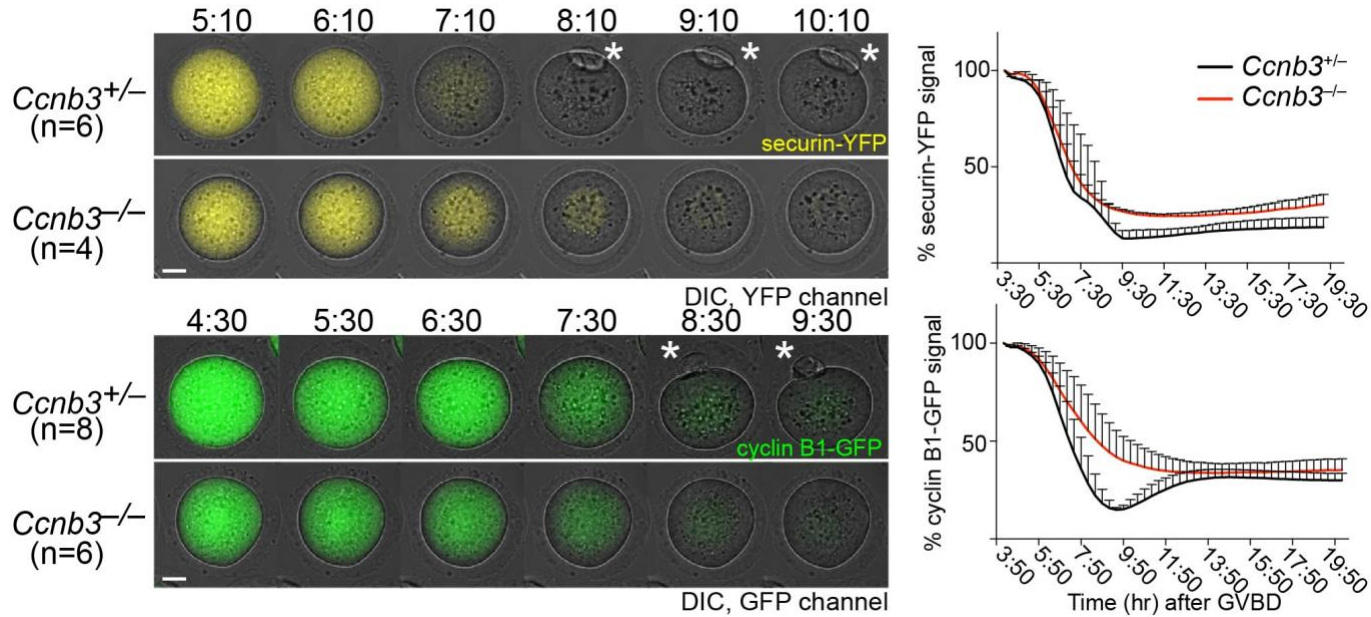 5:10 6:10 7:10 8:10 9:10 10:10
Ccnb3+/–
(n=6)
* * *
securin-YFP
Ccnb3–/–
(n=4)
DIC, YFP channel
4:30 5:30 6:30 7:30 8:30 9:30
Ccnb3+/–
(n=8)
* *
cyclin B1-GFP
Ccnb3–/–
(n=6)
DIC, GFP channel
% securin-YFP signal
100
50
Ccnb3+/–
Ccnb3–/–
3:30 5:30 7:30 9:30 11:30 13:30 15:30 17:30 19:30
% cyclin B1-GFP signal
100
50
3:50 5:50 7:50 9:50 11:50 13:50 15:50 17:50 19:50
Time (hr) after GVBD